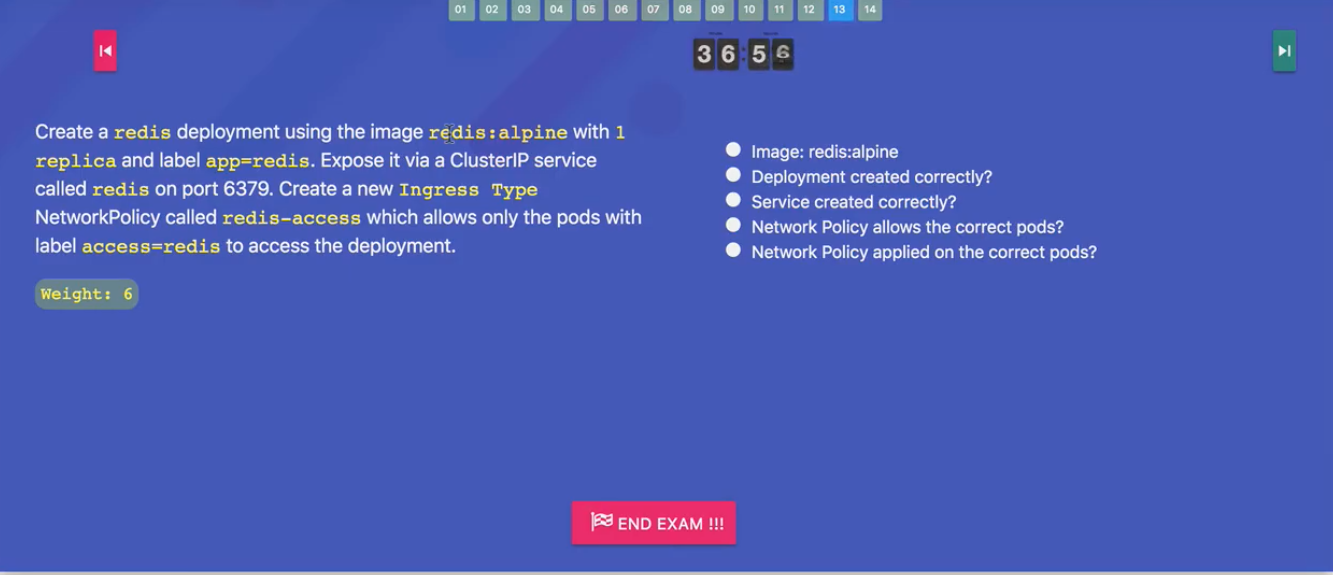 01 02 03 04 05 06 07 08 09 10 11 12 13 14
36:56
Create a redis deployment using the image redis:alpine with 1
replica and label app=redis. Expose it via a ClusterIP service
called redis on port 6379. Create a new Ingress Type
NetworkPolicy called redis-access which allows only the pods with
label access=redis to access the deployment.
Weight: 6
Image: redis:alpine
Deployment created correctly?
Service created correctly?
Network Policy allows the correct pods?
Network Policy applied on the correct pods?
END EXAM !!!